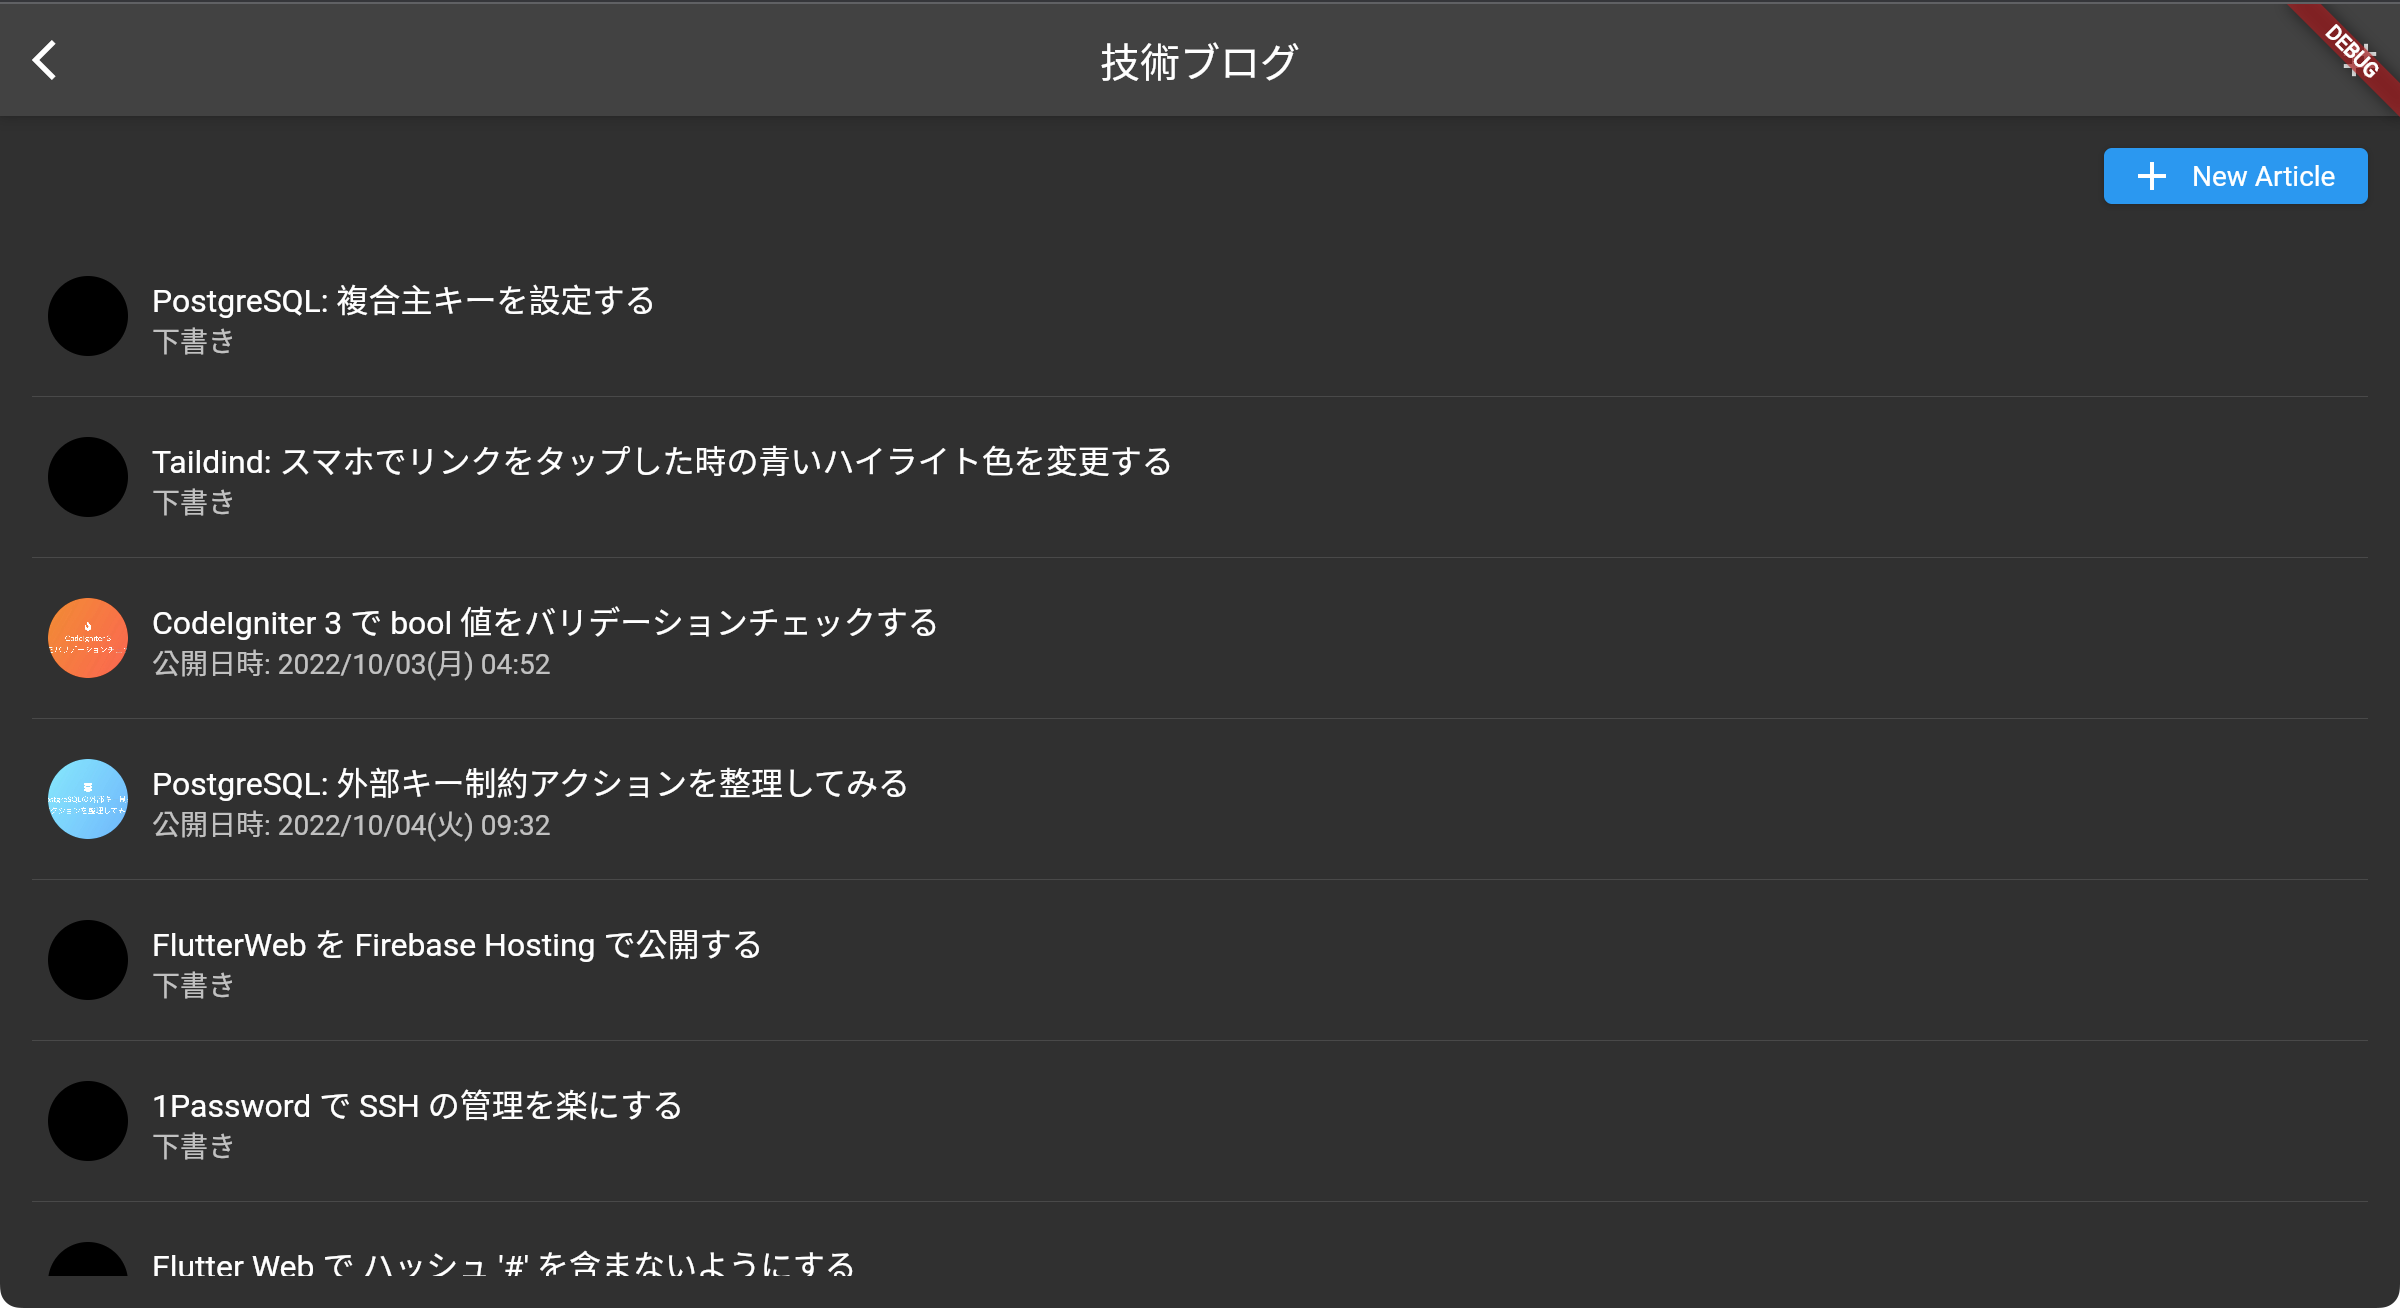 技術ブログ
DEBUG
New Article
PostgreSQL: 複合主キーを設定する
下書き
Taildind: スマホでリンクをタップした時の青いハイライト色を変更する
下書き
CodeIgniter 3
CodeIgniter 3 で bool 値をバリデーションチェックする
公開日時: 2022/10/03(月) 04:52
PostgreSQL: 外部キー制約アクションを整理してみる
公開日時: 2022/10/04(火) 09:32
FlutterWeb を Firebase Hosting で公開する
下書き
1Password で SSH の管理を楽にする
下書き
Flutter Web で ハッシュ '#' を含まないようにする